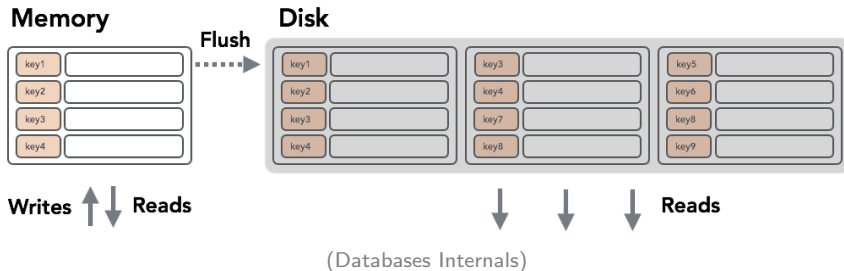 Memory
Disk
Flush
key1
key2
key3
key4
key1
key2
key3
key4
key3
key4
key7
key8
key5
key6
key8
key9
Writes
Reads
Reads
(Databases Internals)